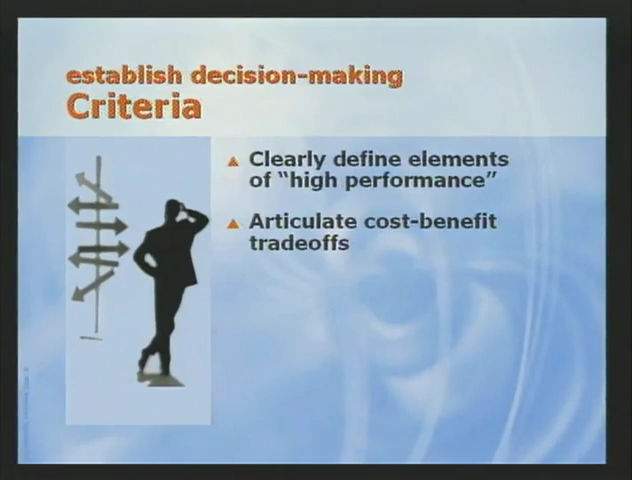 establish decision-making
Criteria
Clearly define elements
of “high performance”
Articulate cost-benefit
tradeoffs